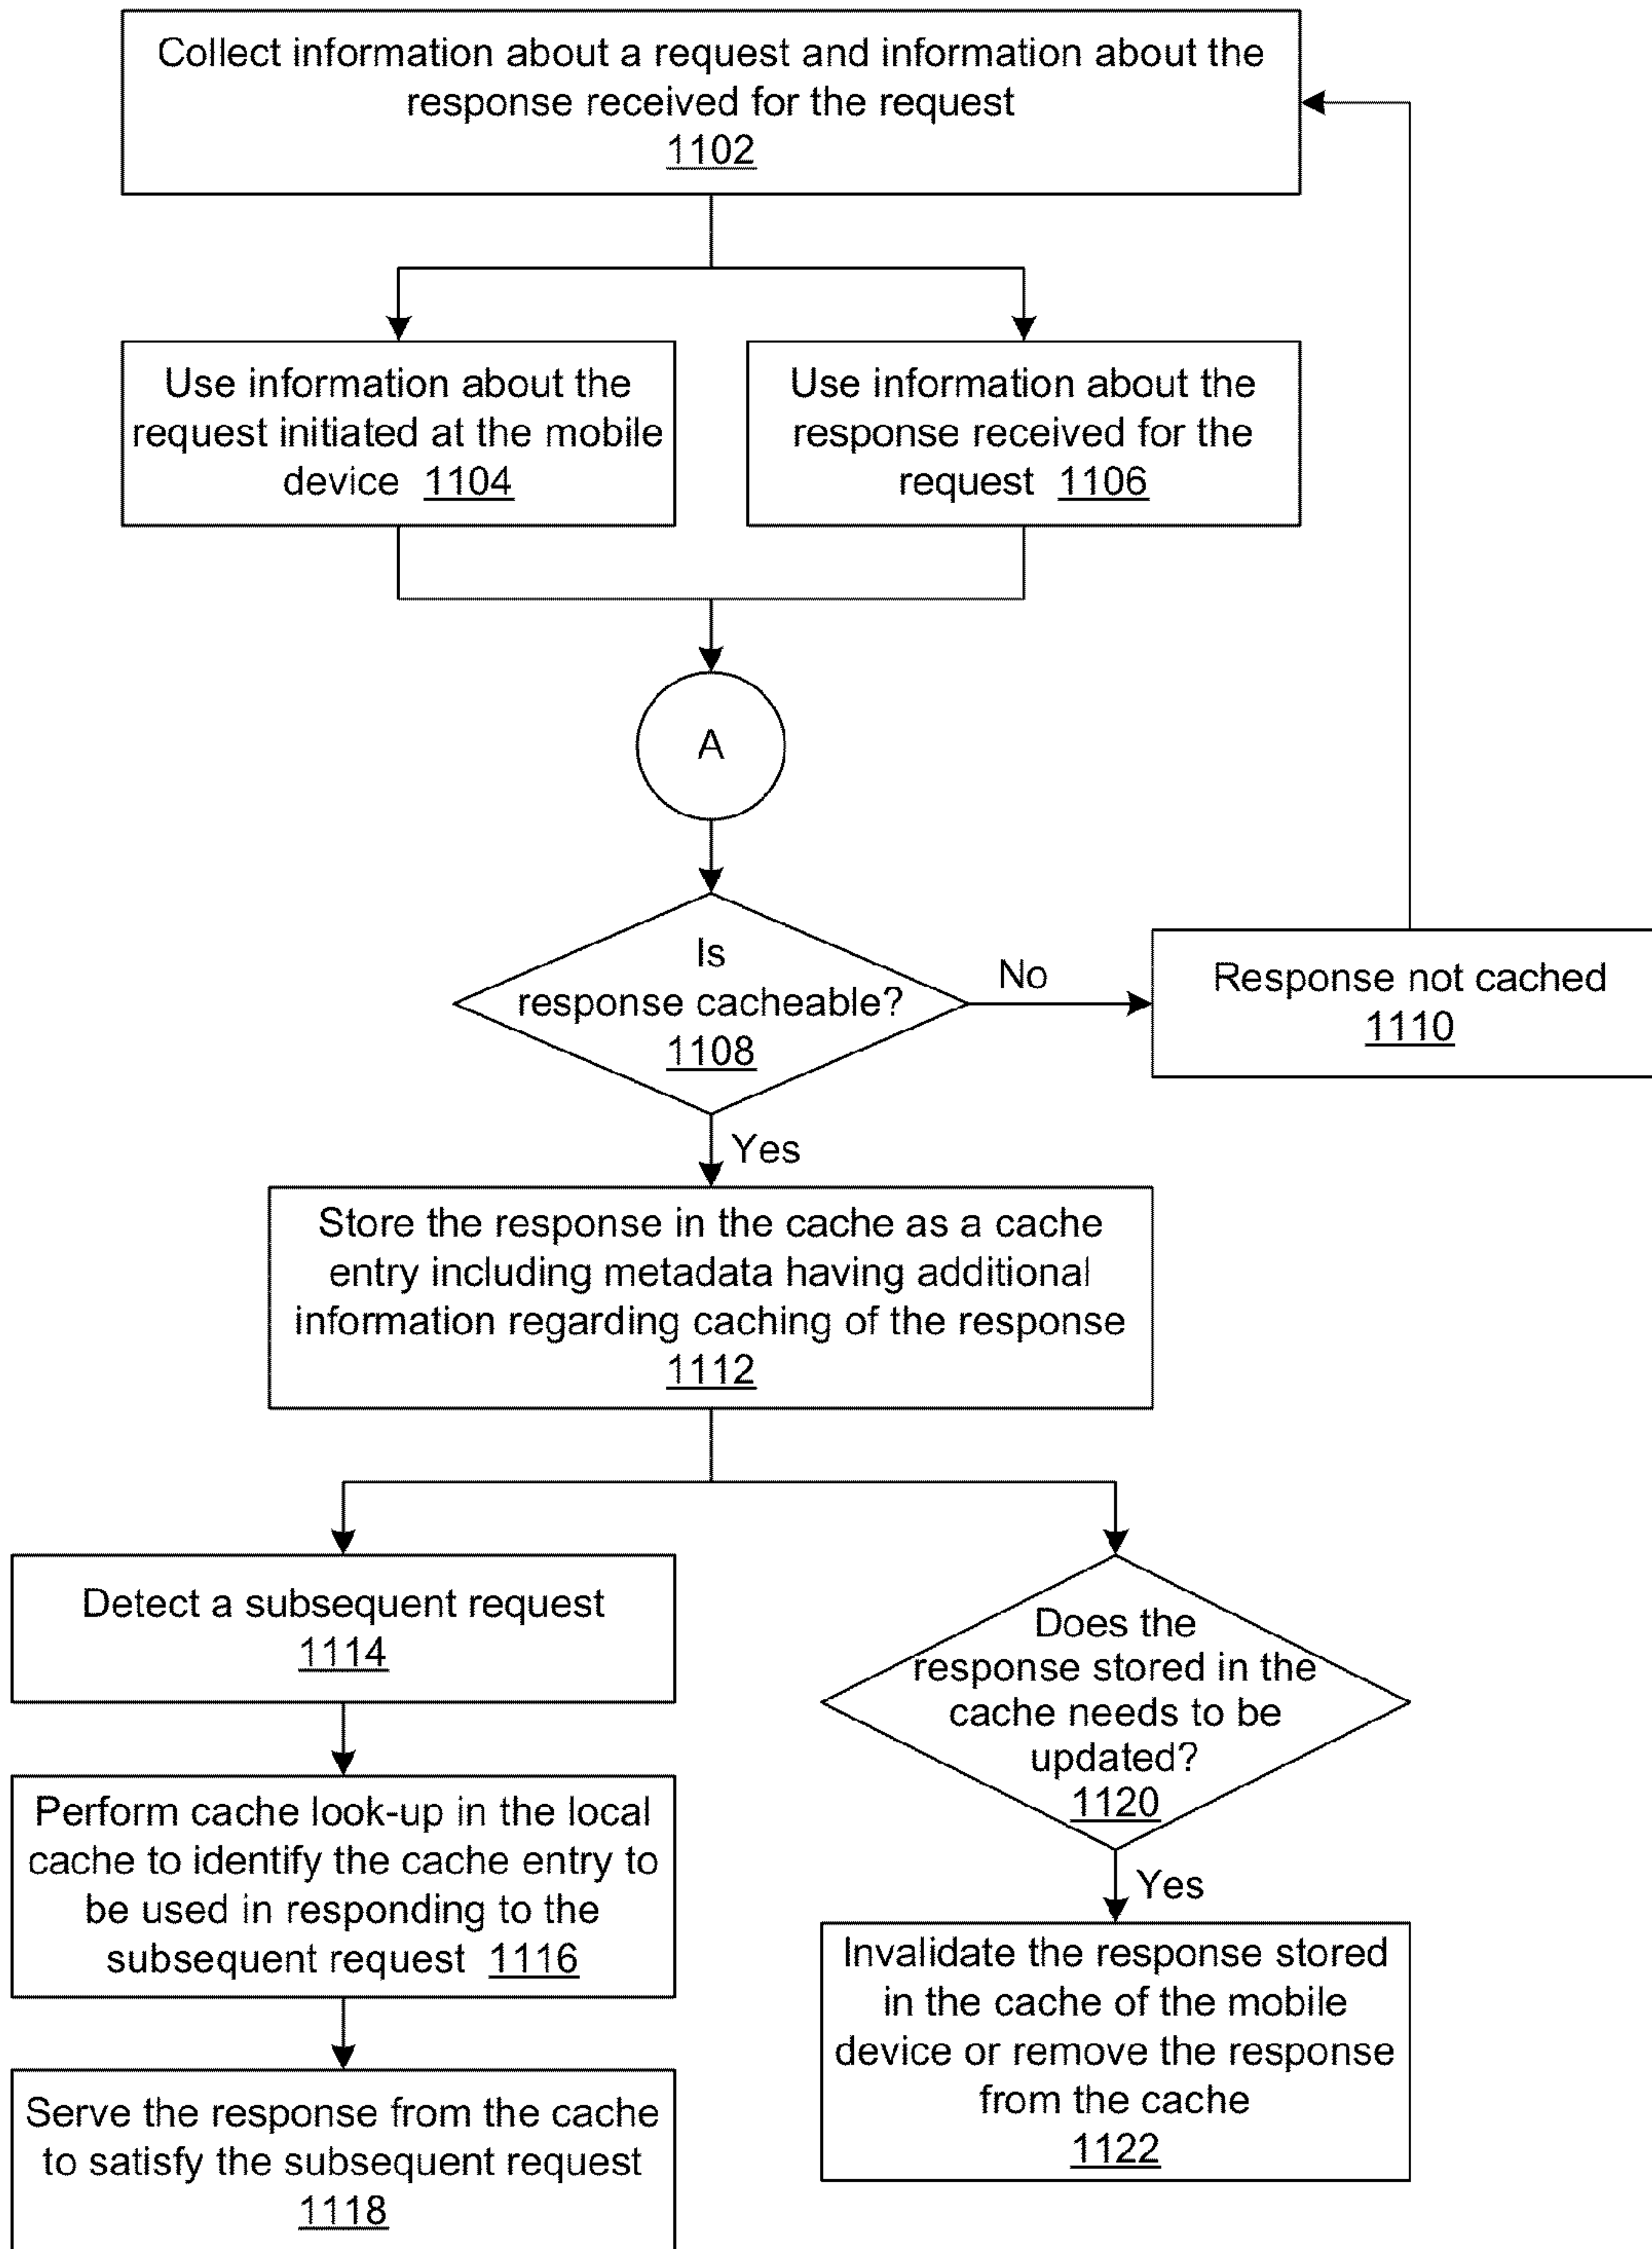 Collect information about a request and information about the
response received for the request
1102
Use information about the
request initiated at the mobile
device 1104
Use information about the
response received for the
request 1106
A
Is
response cacheable?
1108
No
Response not cached
1110
Yes
Store the response in the cache as a cache
entry including metadata having additional
information regarding caching of the response
1112
Detect a subsequent request
1114
Perform cache look-up in the local
cache to identify the cache entry to
be used in responding to the
subsequent request 1116
Serve the response from the cache
to satisfy the subsequent request
1118
Does the
response stored in the
cache needs to be
updated?
1120
Yes
Invalidate the response stored
in the cache of the mobile
device or remove the response
from the cache
1122